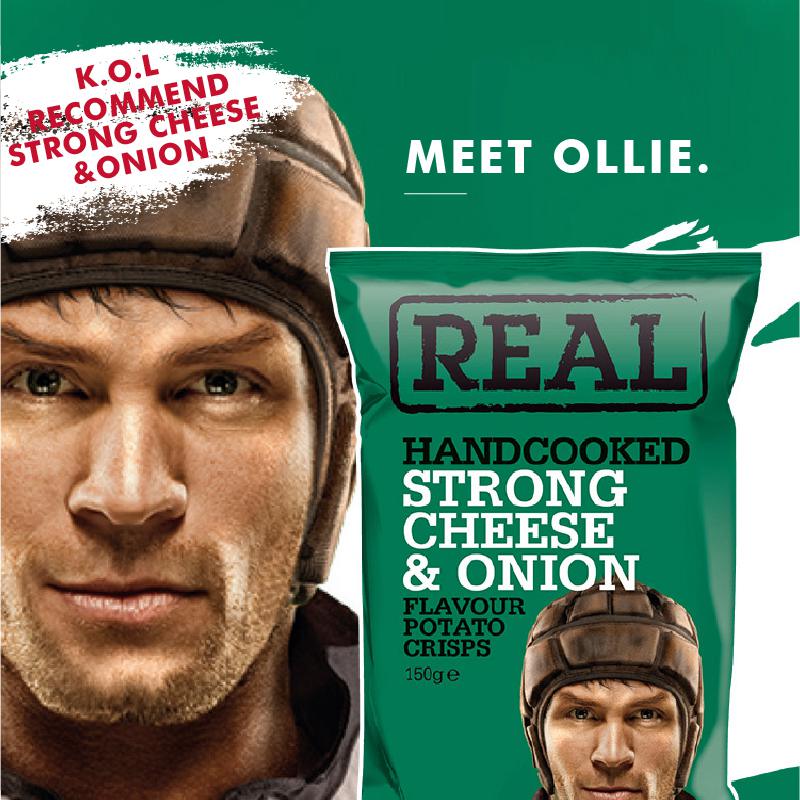 K.O.L
RECOMMEND
STRONG CHEESE
&ONION
MEET OLLIE.
REAL
HANDCOOKED
STRONG
CHEESE
& ONION
FLAVOUR
POTATO
CRISPS
150g e